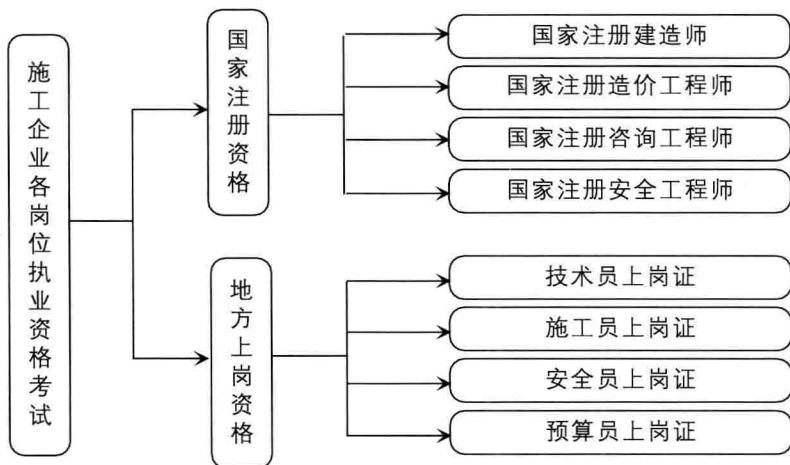 施工企业各岗位执业资格考试
国家注册资格
国家注册建造师
国家注册造价工程师
国家注册咨询工程师
国家注册安全工程师
地方上岗资格
技术员上岗证
施工员上岗证
安全员上岗证
预算员上岗证